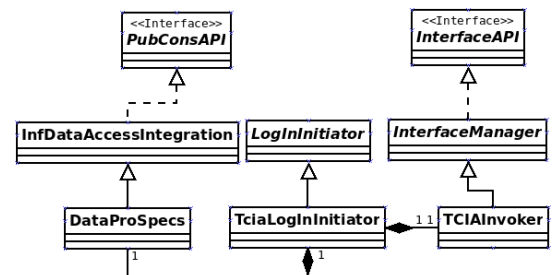 <<Interface>>
PubConsAPI
<<Interface>>
InterfaceAPI
InfDataAccessIntegration
LogInInitiator
InterfaceManager
DataProSpecs
TciaLogInInitiator
1 1
TCIAInvoker
1
1